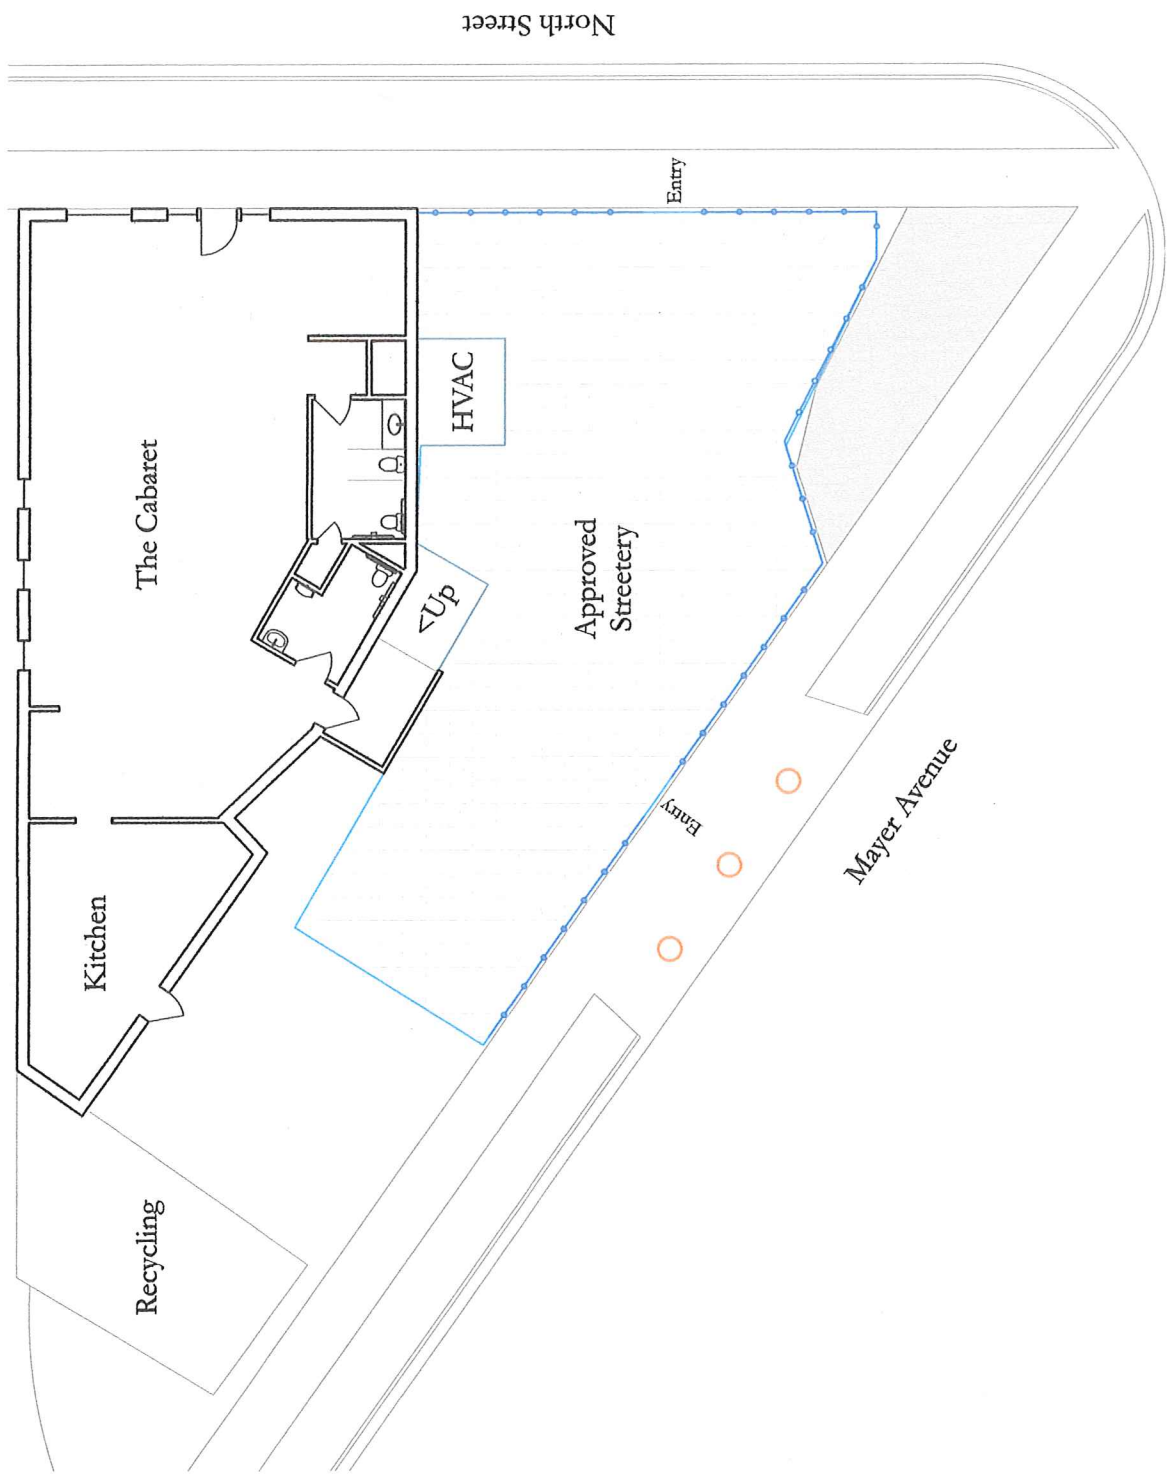 North Street
Entry
HVAC
The Cabaret
<Up
Approved
Streetery
Entry
Mayer Avenue
Kitchen
Recycling